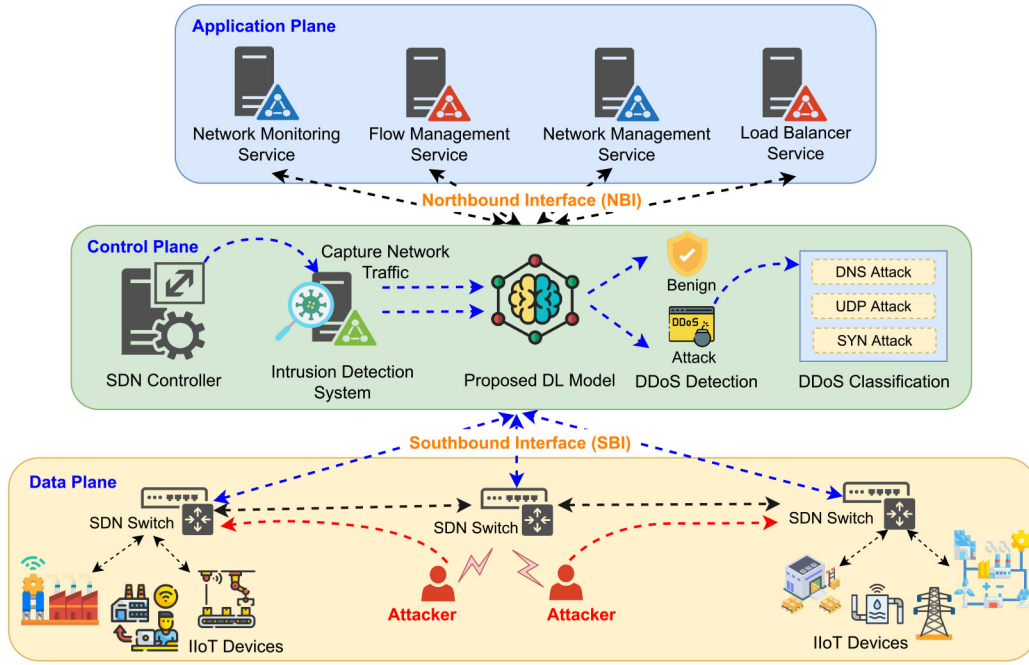 Application Plane
Network Monitoring
Service
Flow Management
Service
Network Management
Service
Load Balancer
Service
Northbound Interface (NBI)
Control Plane
Capture Network
Traffic
SDN Controller
Intrusion Detection
System
Proposed DL Model
Benign
DDoS
Attack
DDoS Detection
DNS Attack
UDP Attack
SYN Attack
DDoS Classification
Southbound Interface (SBI)
Data Plane
SDN Switch
SDN Switch
SDN Switch
Attacker
Attacker
IIoT Devices
IIoT Devices